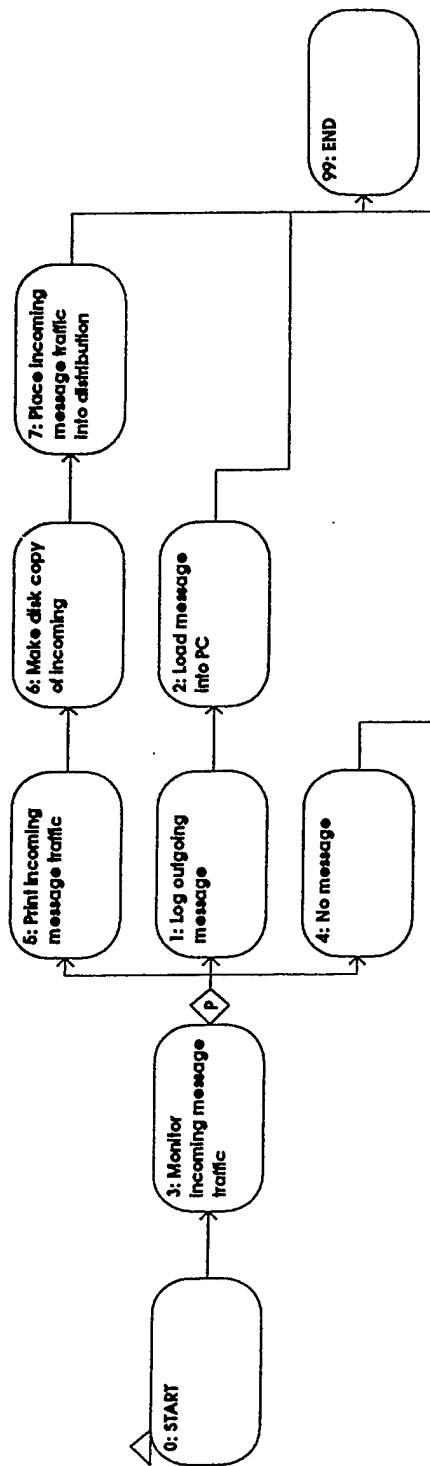 0: START
3: Monitor
incoming message
traffic
P
5: Print incoming
message traffic
6: Make disk copy
of incoming
7: Place incoming
message traffic
into distribution
1: Log outgoing
message
2: Load message
into PC
4: No message
99: END